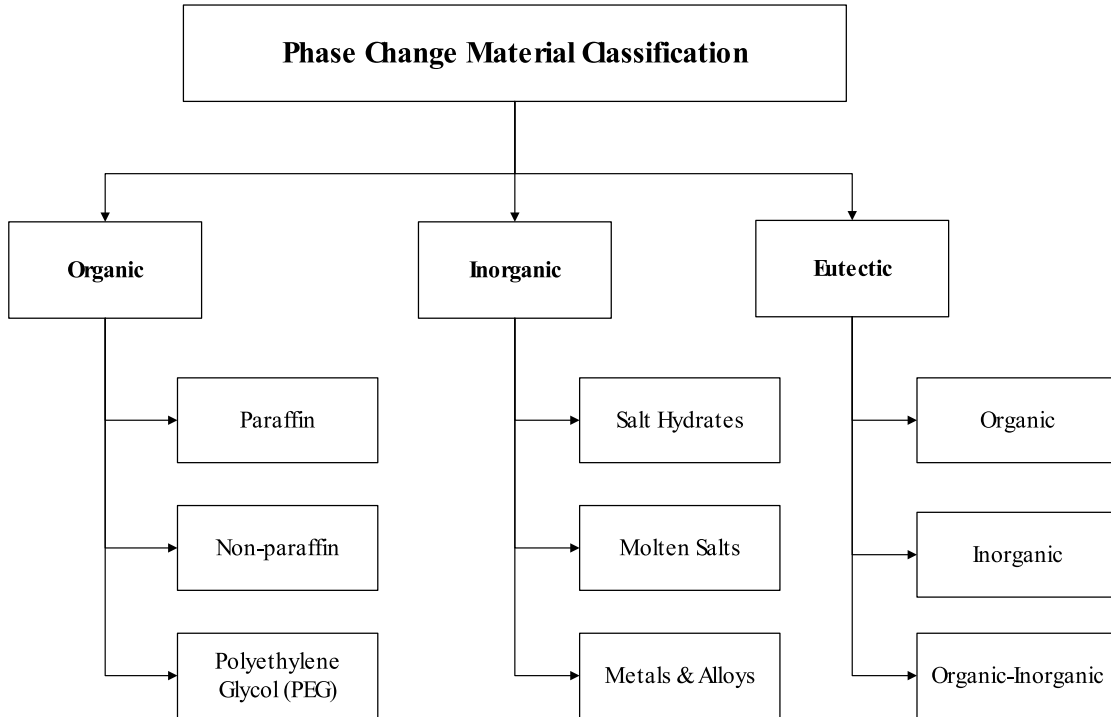 Phase Change Material Classification
Organic
Inorganic
Eutectic
Paraffin
Salt Hydrates
Organic
Non-paraffin
Molten Salts
Inorganic
Polyethylene
Glycol (PEG)
Metals & Alloys
Organic-Inorganic